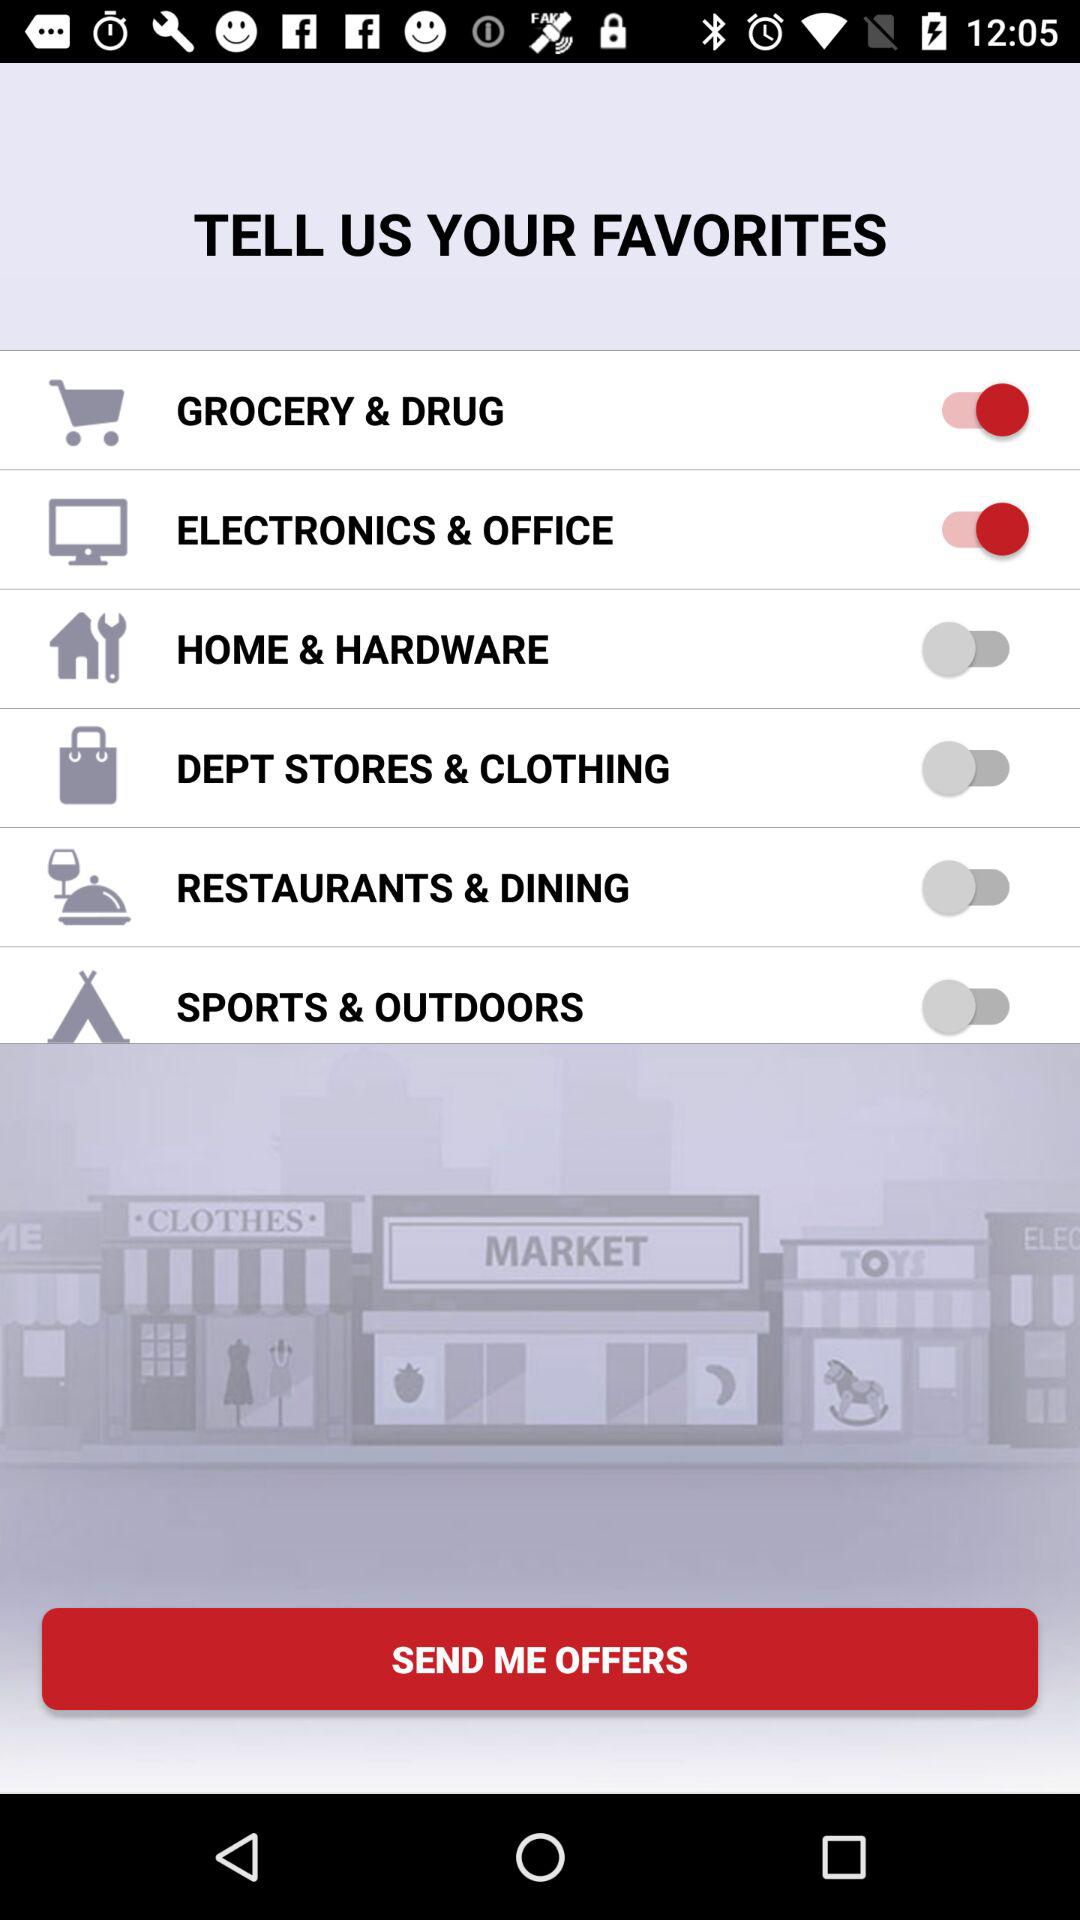 FAKE
12:05
TELL US YOUR FAVORITES
GROCERY & DRUG
ELECTRONICS & OFFICE
HOME & HARDWARE
DEPT STORES & CLOTHING
RESTAURANTS & DINING
SPORTS & OUTDOORS
ME
·CLOTHES·
MARKET
TOYS
ELEC
SEND ME OFFERS